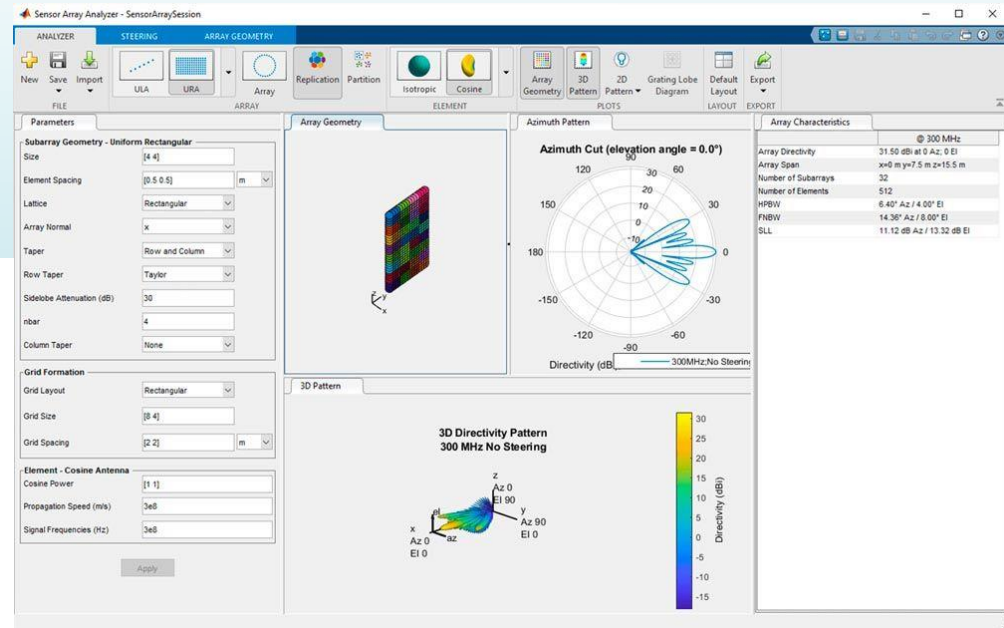 Sensor Array Analyzer - SensorArraySession
ANALYZER STEERING ARRAY GEOMETRY
New Save Import ULA URA Array Replication Partition Isotropic Cosine Array Geometry 3D Pattern 2D Pattern Grating Lobe Diagram Default Layout Export
FILE ARRAY ELEMENT PLOTS LAYOUT EXPORT
Parameters
Subarray Geometry - Uniform Rectangular
Size [4 4]
Element Spacing [0.5 0.5] m
Lattice Rectangular
Array Normal x
Taper Row and Column
Row Taper Taylor
Sidelobe Attenuation (dB) 30
nbar 4
Column Taper None
Grid Formation
Grid Layout Rectangular
Grid Size [8 4]
Grid Spacing [2 2] m
Element - Cosine Antenna
Cosine Power [1 1]
Propagation Speed (m/s) 3e8
Signal Frequencies (Hz) 3e8
Apply
Array Geometry
z
y
x
Azimuth Pattern
Azimuth Cut (elevation angle = 0.0°)
90
120 30 60
20
150 10 30
0
-10
180 0
-150 -30
-120 -60
-90
Directivity (dB
300MHz;No Steering
3D Pattern
3D Directivity Pattern
300 MHz No Steering
z
Az 0
El 90
y
Az 90
El 0
el
x
az
Az 0
El 0
30
25
20
15
10
5
0
-5
-10
-15
Directivity (dBi)
Array Characteristics
@ 300 MHz
Array Directivity 31.50 dBi at 0 Az; 0 El
Array Span x=0 m y=7.5 m z=15.5 m
Number of Subarrays 32
Number of Elements 512
HPBW 6.40° Az / 4.00° El
FNBW 14.36° Az / 8.00° El
SLL 11.12 dB Az / 13.32 dB El